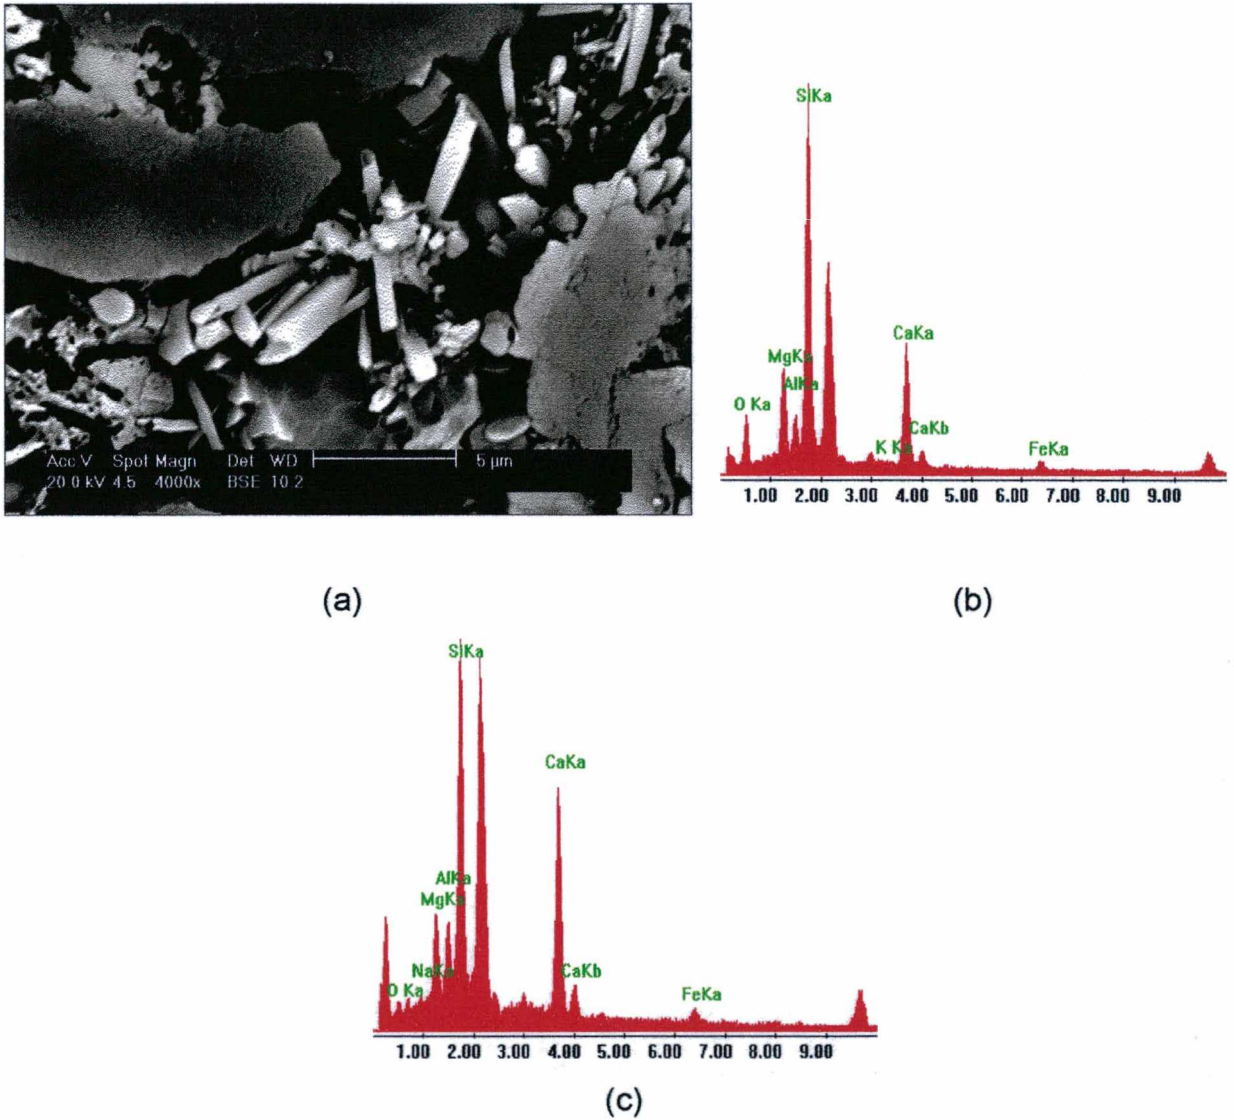 Acc.V Spot Magn Det WD 5 µm
20.0 kV 4.5 4000x BSE 10.2
(a)
SiKa
MgKa
AlKa
O Ka
CaKa
CaKb
K Ka
FeKa
1.00 2.00 3.00 4.00 5.00 6.00 7.00 8.00 9.00
(b)
SiKa
CaKa
AlKa
MgKa
NaKa
O Ka
CaKb
FeKa
1.00 2.00 3.00 4.00 5.00 6.00 7.00 8.00 9.00
(c)